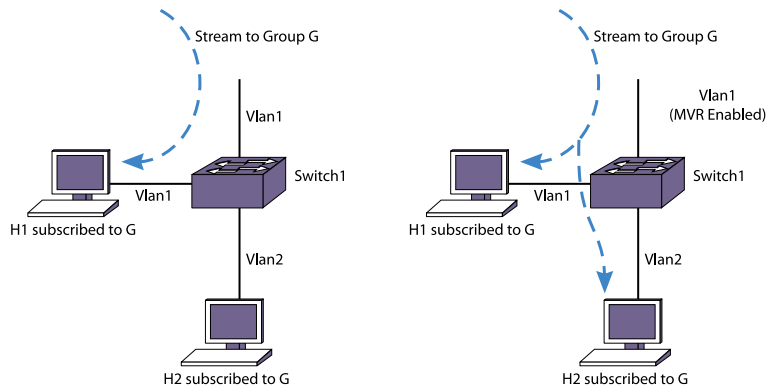 Stream to Group G
Vlan1
Switch1
Vlan1
H1 subscribed to G
Vlan2
H2 subscribed to G
Stream to Group G
Vlan1
(MVR Enabled)
Switch1
Vlan1
H1 subscribed to G
Vlan2
H2 subscribed to G